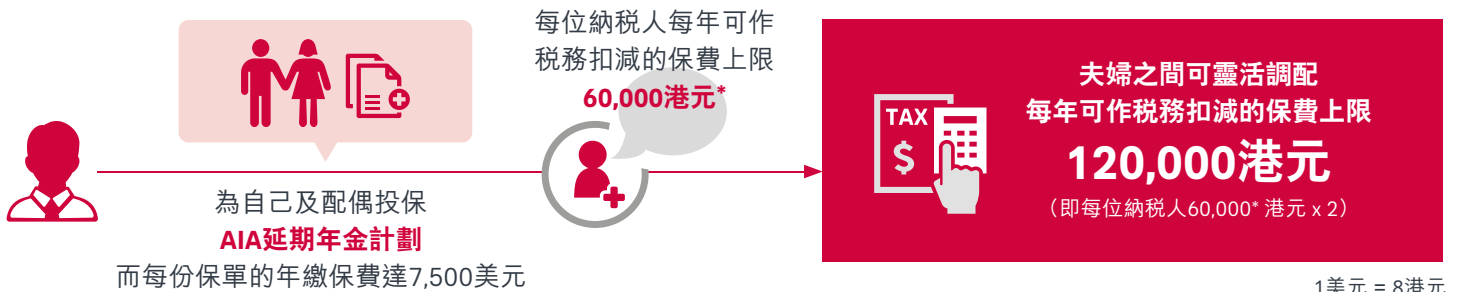 為自己及配偶投保
AIA延期年金計劃
而每份保單的年繳保費達7,500美元
每位納税人每年可作
税務扣減的保費上限
60,000港元*
TAX
$
夫婦之間可靈活調配
每年可作税務扣減的保費上限
120,000港元
（即每位納税人60,000* 港元 x 2）
1美元 = 8港元